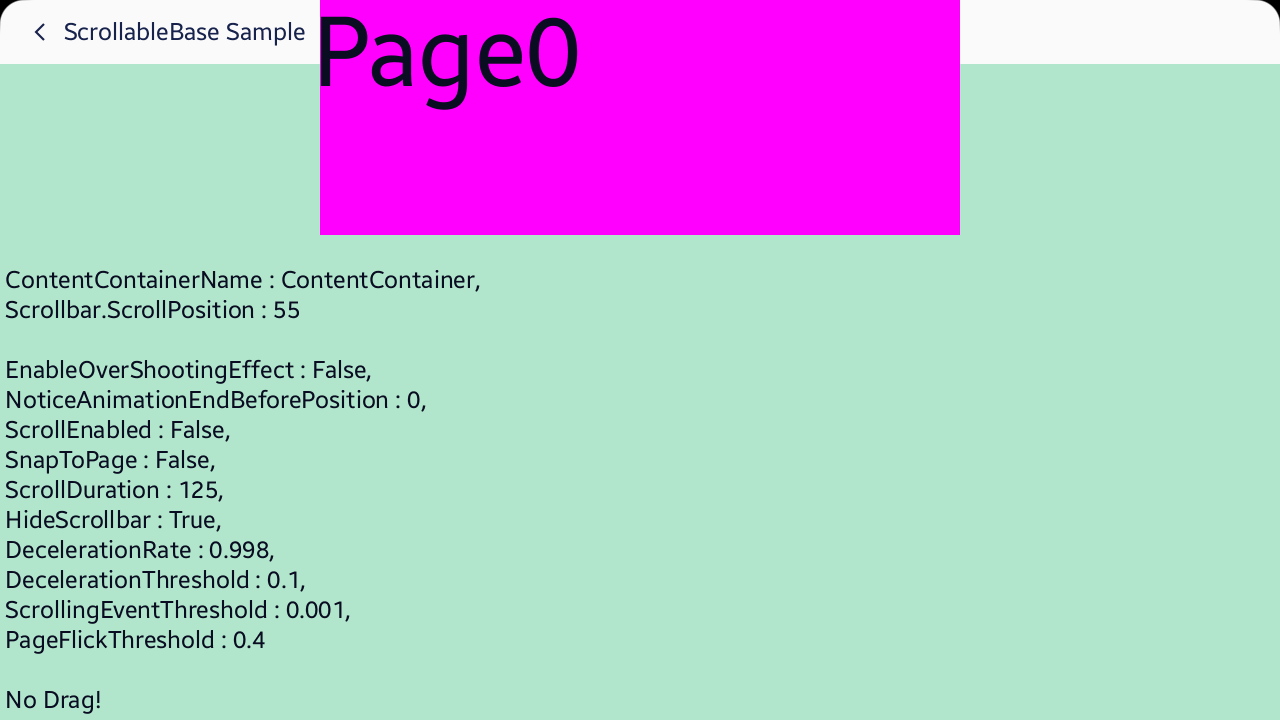 ScrollableBase Sample
Page0
ContentContainerName : ContentContainer,
Scrollbar.ScrollPosition : 55
EnableOverShootingEffect : False,
NoticeAnimationEndBeforePosition : 0,
ScrollEnabled : False,
SnapToPage : False,
ScrollDuration : 125,
HideScrollbar : True,
DecelerationRate : 0.998,
DecelerationThreshold : 0.1,
ScrollingEventThreshold : 0.001,
PageFlickThreshold : 0.4
No Drag!